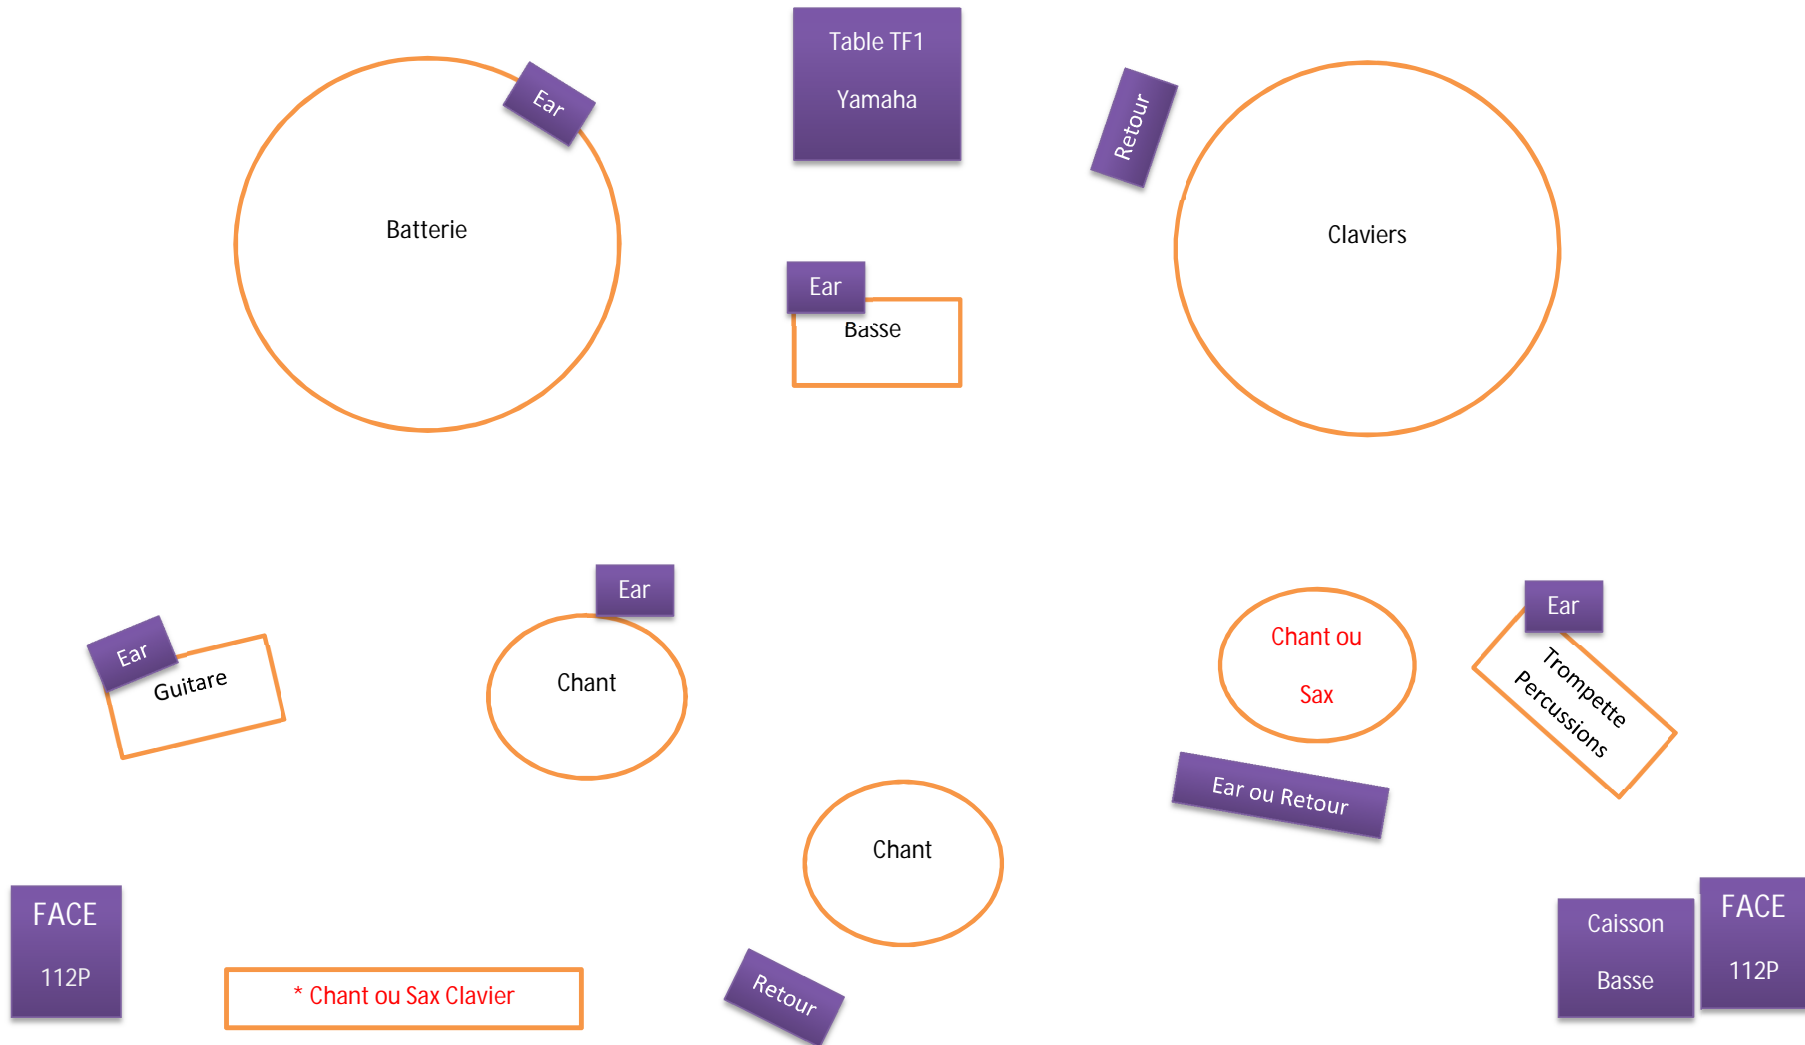 Table TF1
Yamaha
Ear
Retour
Batterie
Claviers
Ear
Basse
Ear
Ear
Chant ou
Sax
Ear
Guitare
Chant
Trompette
Percussions
Ear ou Retour
Chant
FACE
112P
Caisson
Basse
FACE
112P
* Chant ou Sax Clavier
Retour